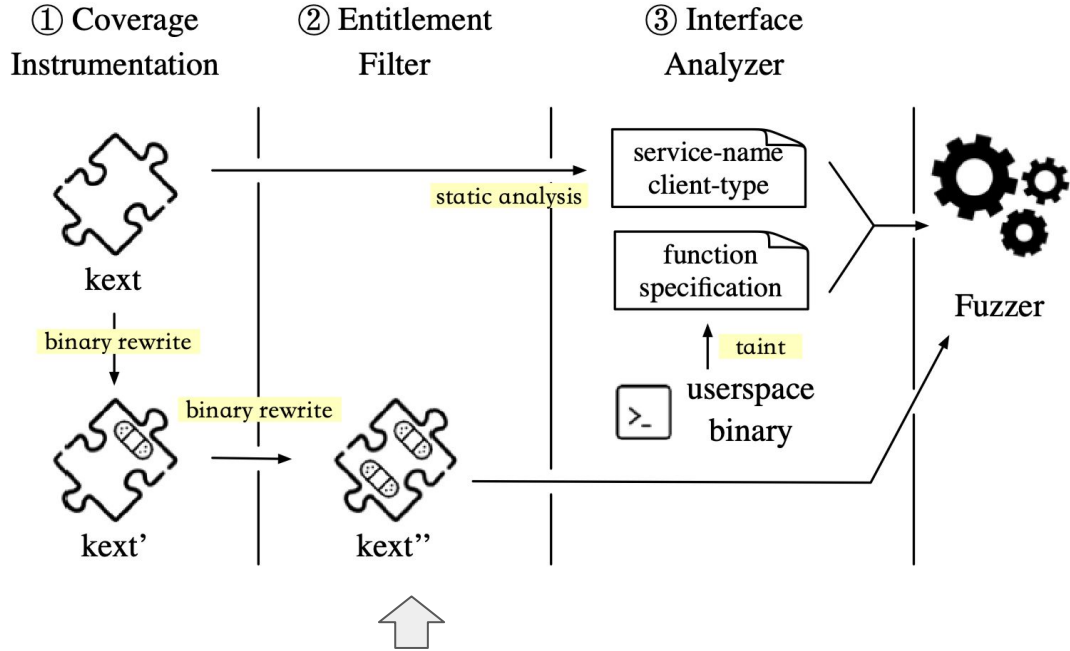 ① Coverage
Instrumentation
② Entitlement
Filter
③ Interface
Analyzer
service-name
client-type
static analysis
function
specification
kext
Fuzzer
binary rewrite
taint
userspace
binary
>_
binary rewrite
kext’
kext’’